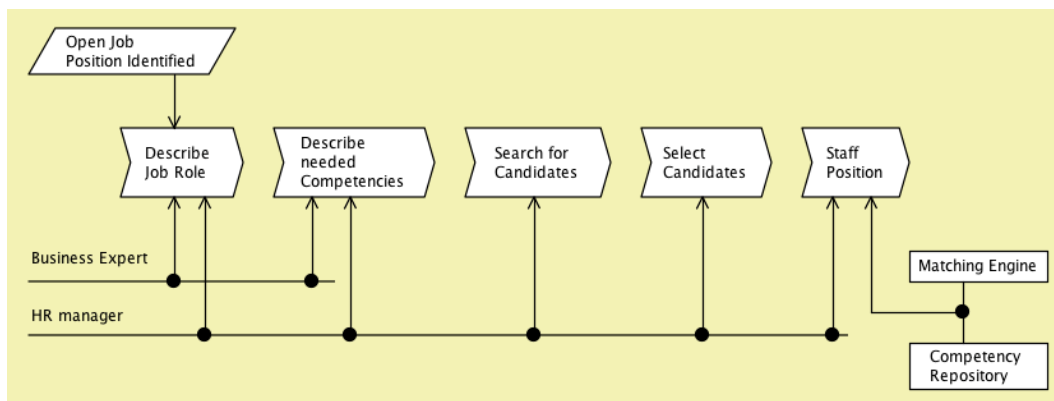 Open Job
Position Identified
Describe
Job Role
Describe
needed
Competencies
Search for
Candidates
Select
Candidates
Staff
Position
Business Expert
HR manager
Matching Engine
Competency
Repository